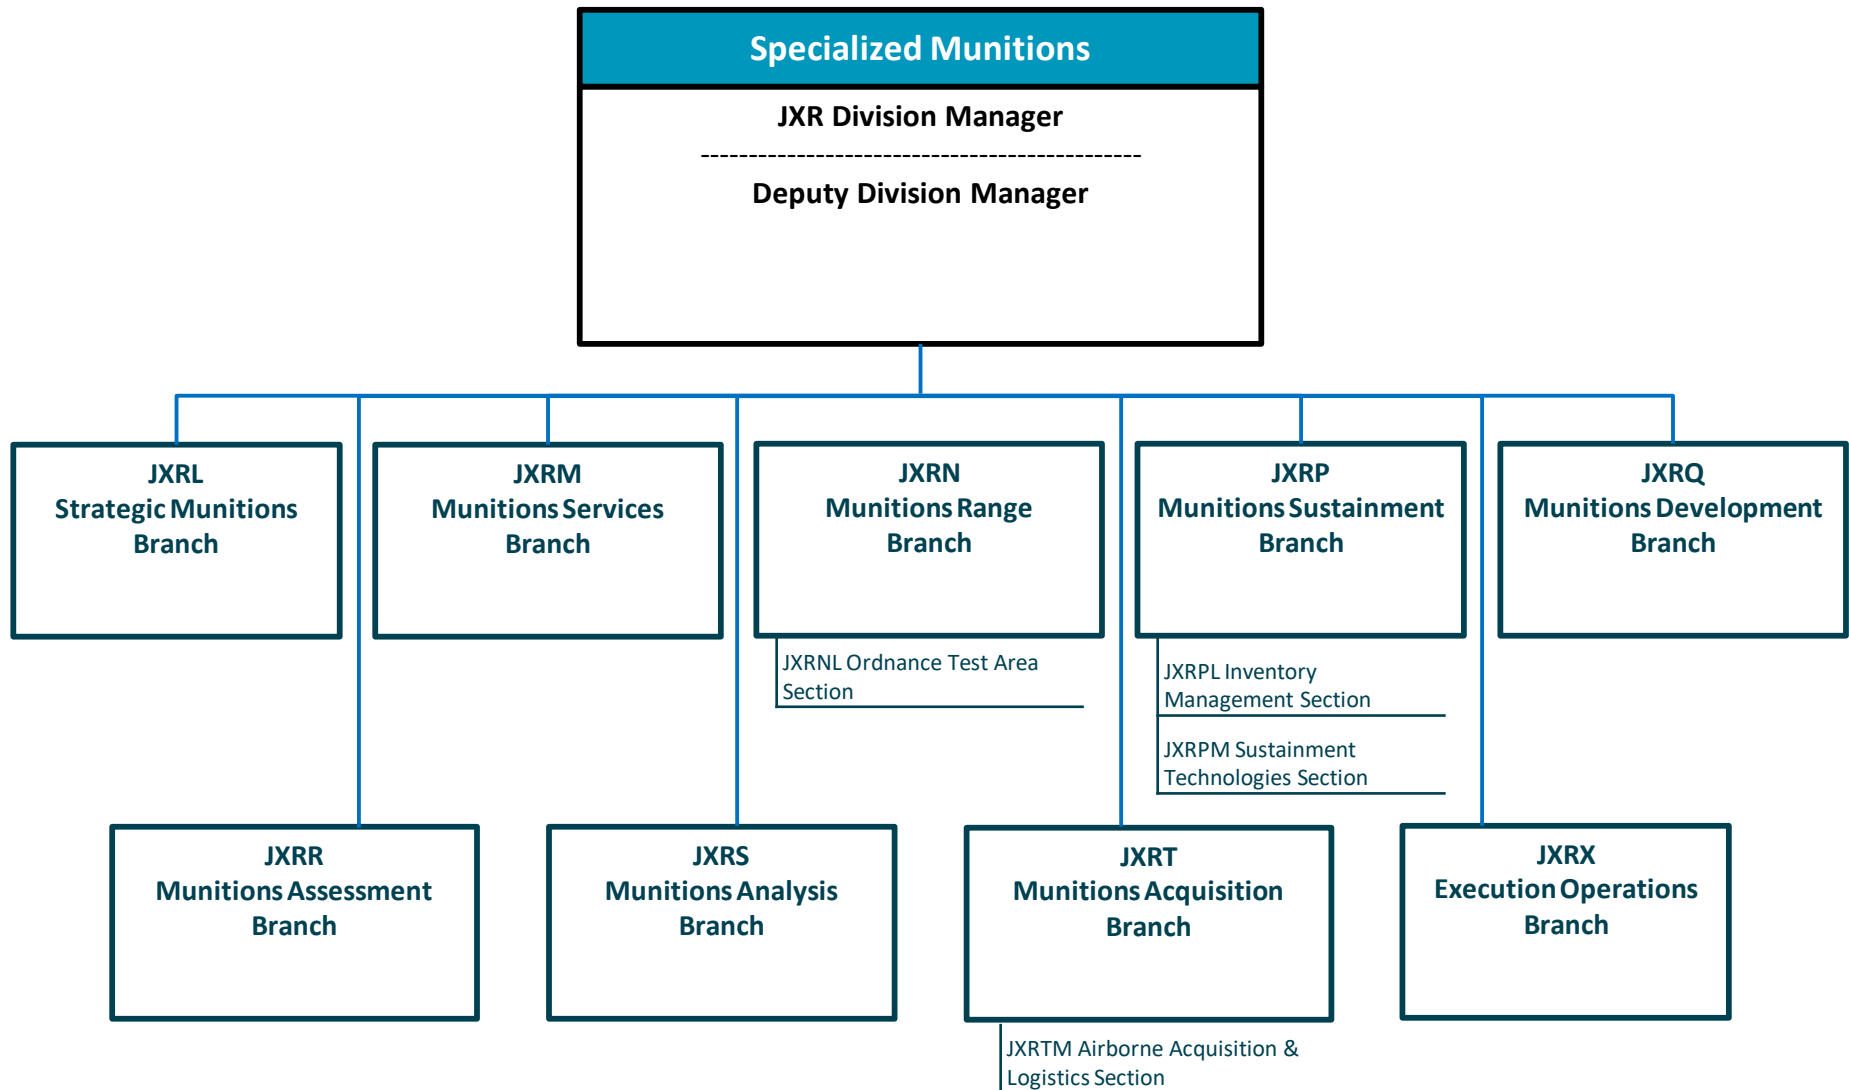 Specialized Munitions
JXR Division Manager
----------------------------------------------
Deputy Division Manager
JXRL
Strategic Munitions
Branch
JXRM
Munitions Services
Branch
JXRN
Munitions Range
Branch
JXRP
Munitions Sustainment
Branch
JXRQ
Munitions Development
Branch
JXRNL Ordnance Test Area
Section
JXRPL Inventory
Management Section
JXRPM Sustainment
Technologies Section
JXRR
Munitions Assessment
Branch
JXRS
Munitions Analysis
Branch
JXRT
Munitions Acquisition
Branch
JXRX
Execution Operations
Branch
JXRTM Airborne Acquisition &
Logistics Section